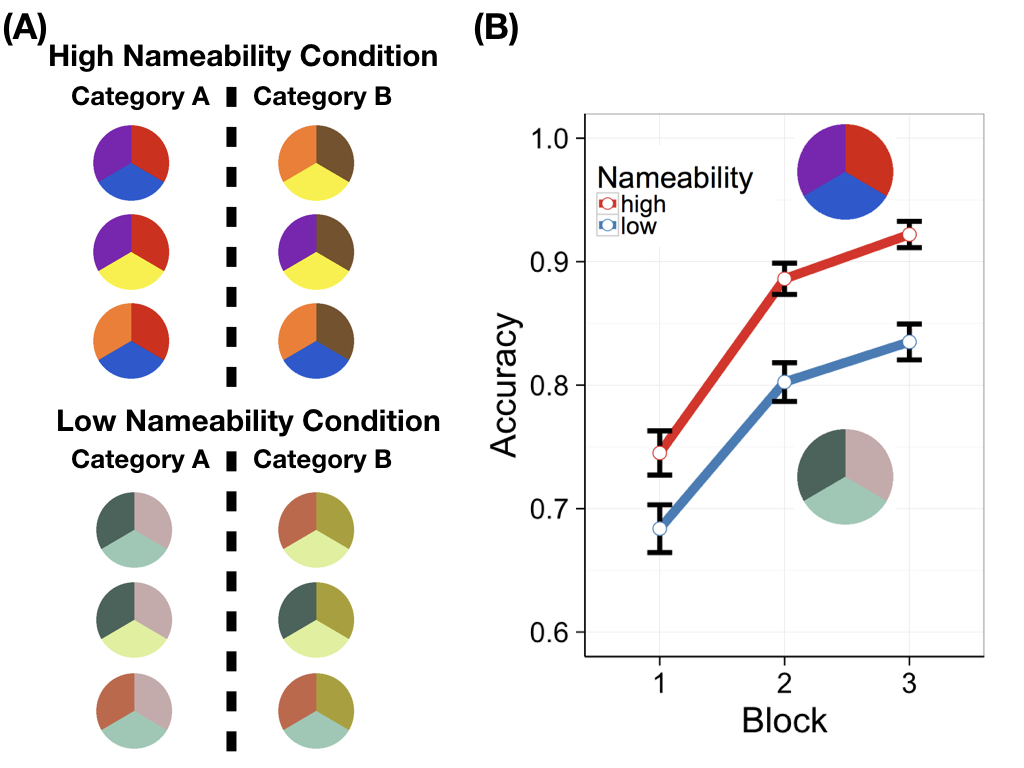 (A)
High Nameability Condition
Category A
Category B
Low Nameability Condition
Category A
Category B
(B)
Nameability
high
low
Accuracy
1.0
0.9
0.8
0.7
0.6
1
2
3
Block